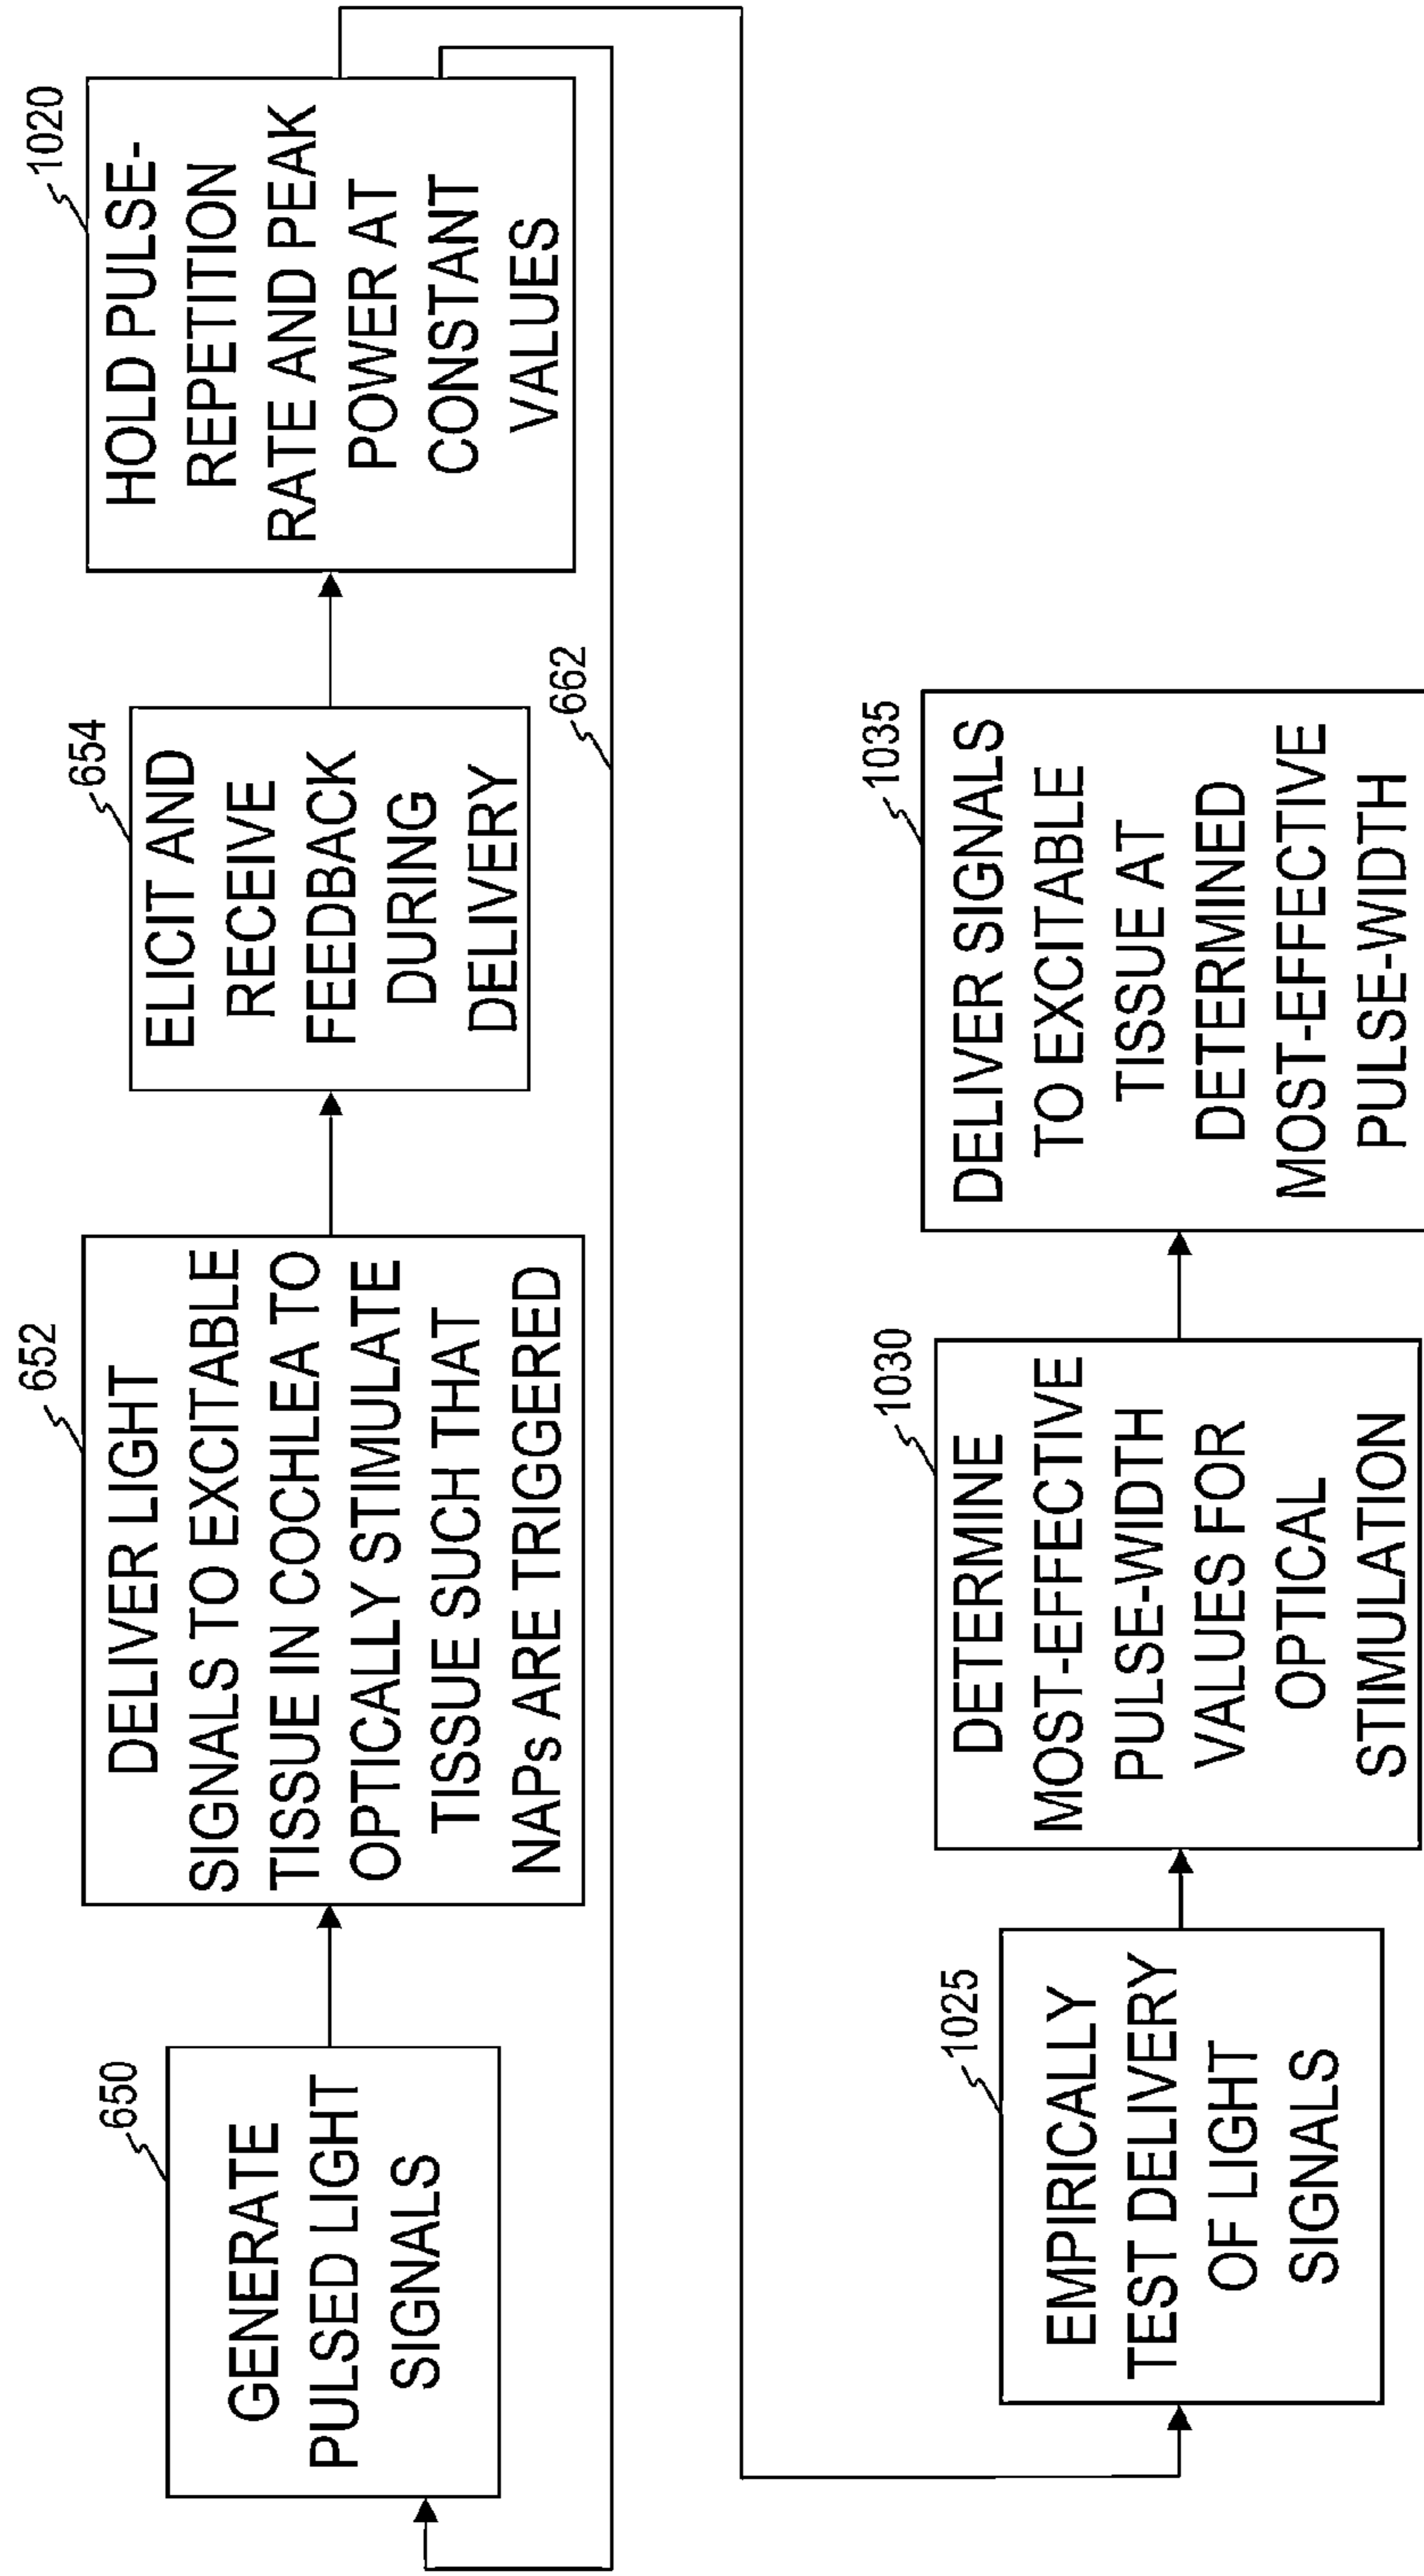 650
GENERATE
PULSED LIGHT
SIGNALS
652
DELIVER LIGHT
SIGNALS TO EXCITABLE
TISSUE IN COCHLEA TO
OPTICALLY STIMULATE
TISSUE SUCH THAT
NAPs ARE TRIGGERED
654
ELICIT AND
RECEIVE
FEEDBACK
DURING
DELIVERY
1020
HOLD PULSE-
REPETITION
RATE AND PEAK
POWER AT
CONSTANT
VALUES
662
1025
EMPIRICALLY
TEST DELIVERY
OF LIGHT
SIGNALS
1030
DETERMINE
MOST-EFFECTIVE
PULSE-WIDTH
VALUES FOR
OPTICAL
STIMULATION
1035
DELIVER SIGNALS
TO EXCITABLE
TISSUE AT
DETERMINED
MOST-EFFECTIVE
PULSE-WIDTH